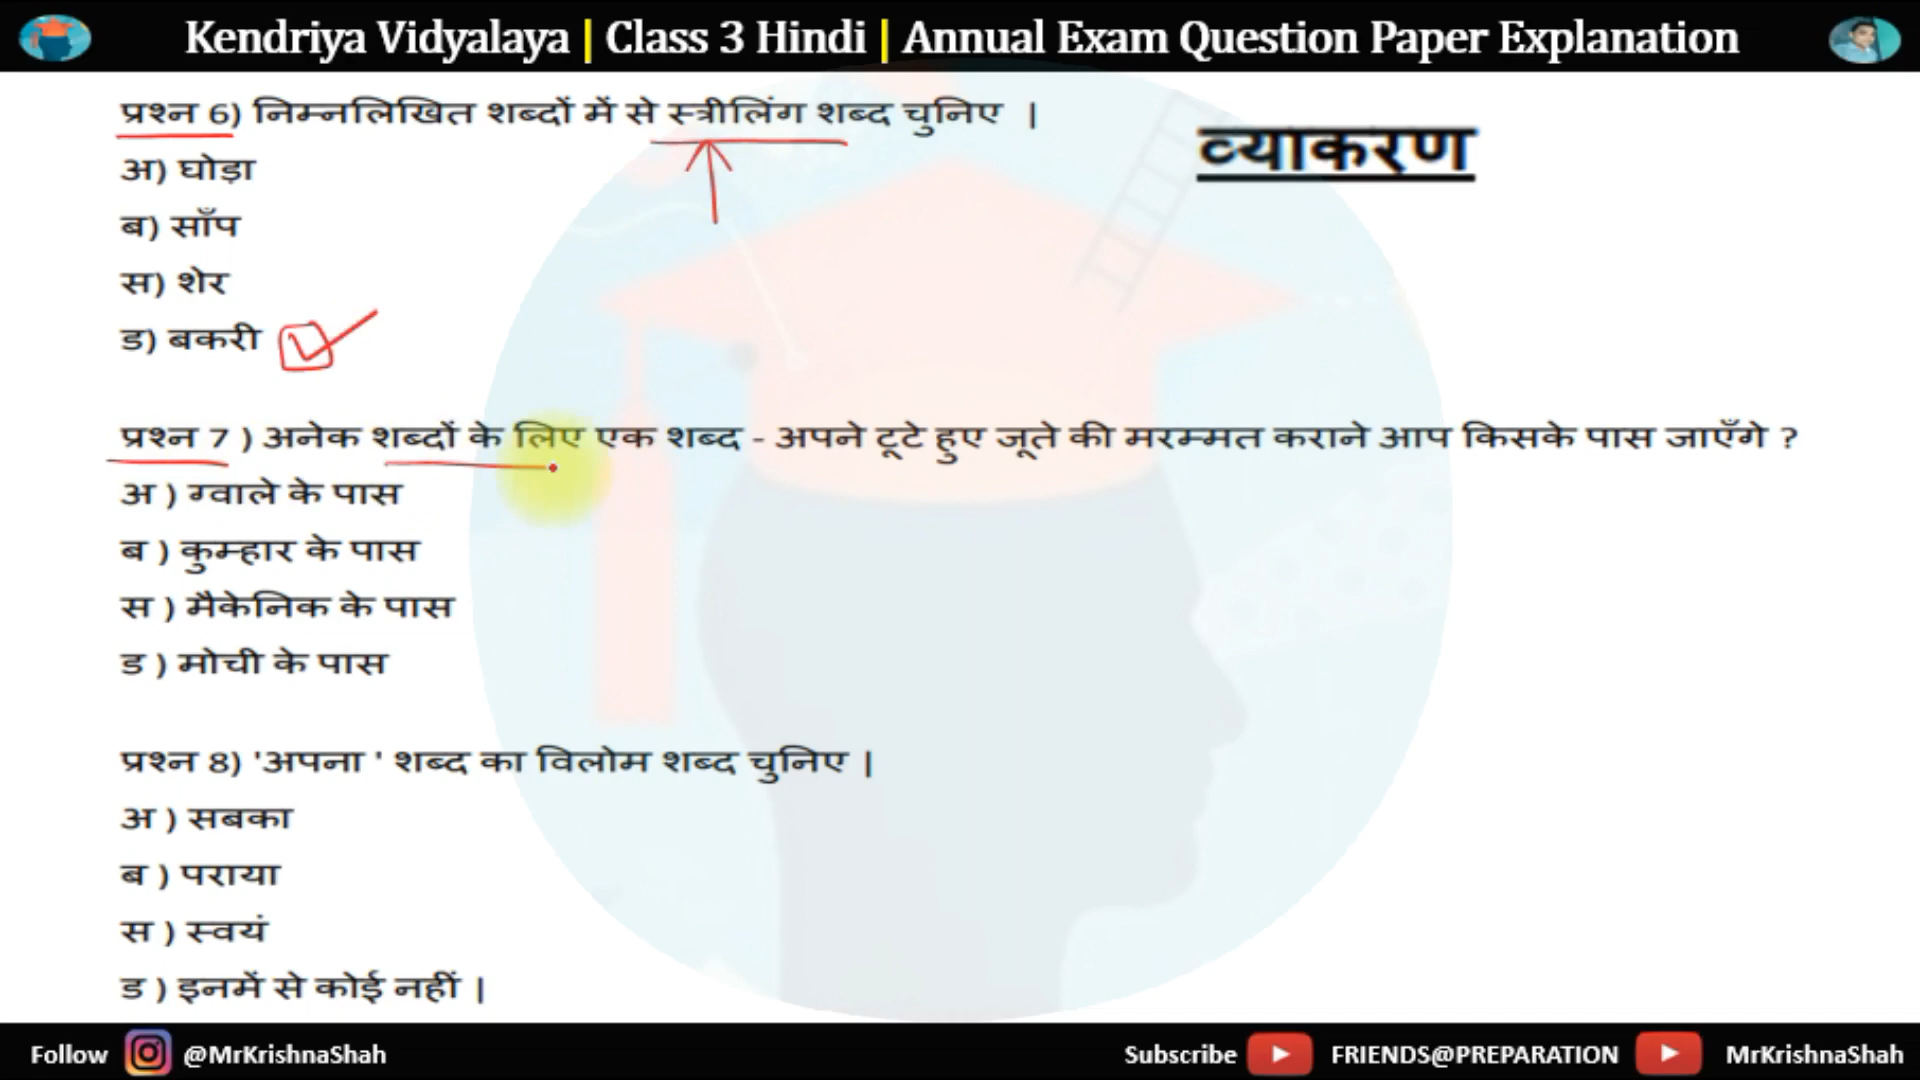 Kendriya Vidyalaya | Class 3 Hindi | Annual Exam Question Paper Explanation
प्रश्न 6) निम्नलिखित शब्दों में से स्त्रीलिंग शब्द चुनिए |
व्याकरण
अ) घोड़ा
ब) साँप
स) शेर
ड) बकरी
प्रश्न 7 ) अनेक शब्दों के लिए एक शब्द - अपने टूटे हुए जूते की मरम्मत कराने आप किसके पास जाएँगे ?
अ ) ग्वाले के पास
ब ) कुम्हार के पास
स ) मैकेनिक के पास
ड ) मोची के पास
प्रश्न 8) 'अपना ' शब्द का विलोम शब्द चुनिए |
अ ) सबका
ब ) पराया
स ) स्वयं
ड ) इनमें से कोई नहीं |
Follow @MrKrishnaShah Subscribe FRIENDS@PREPARATION MrKrishnaShah